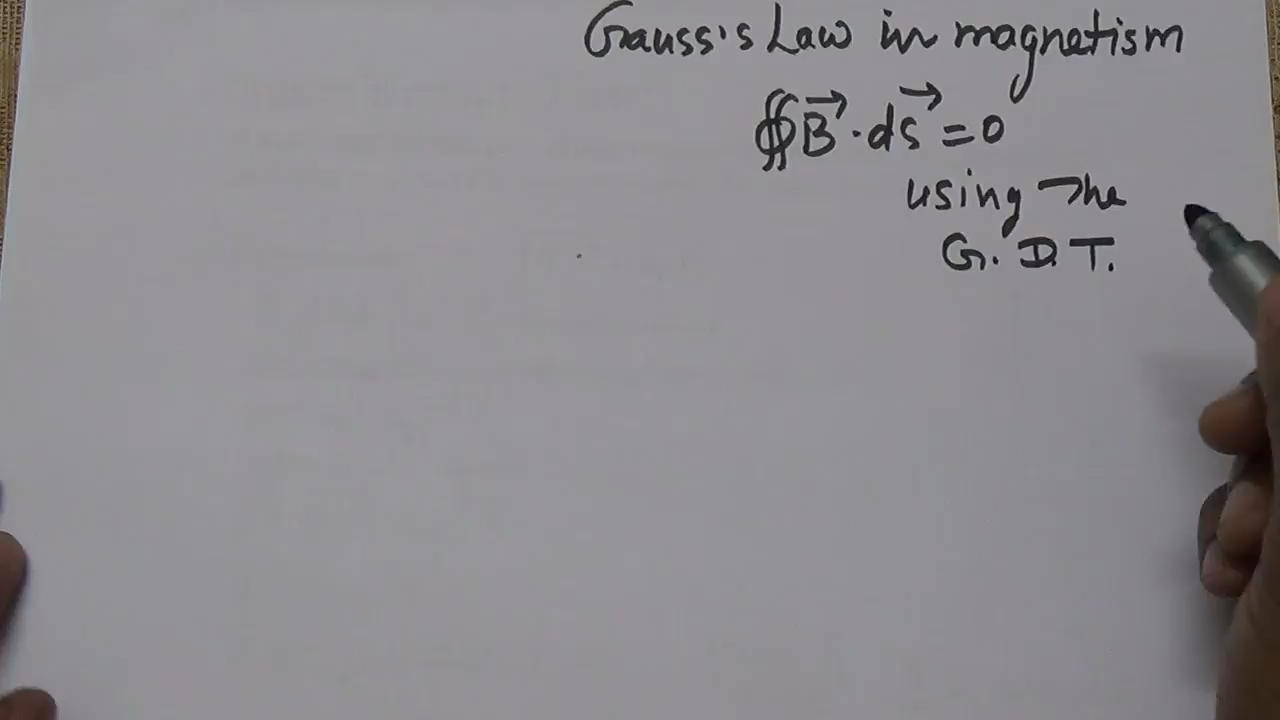 Gauss's Law in magnetism
∯B⃗·ds⃗=0
using The
G.D.T.